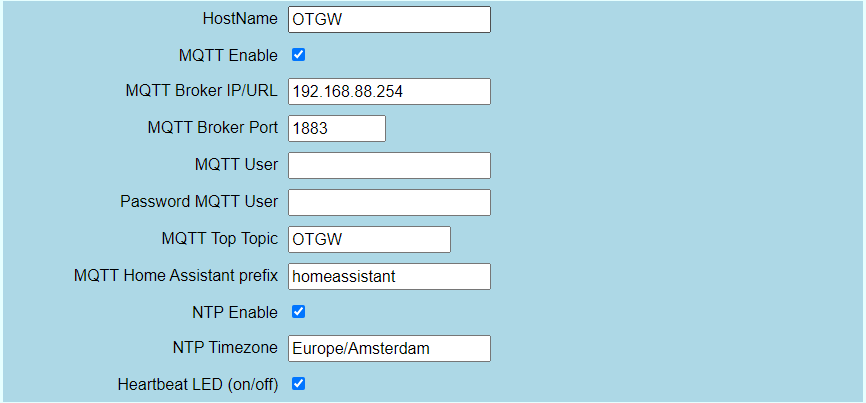 HostName OTGW
MQTT Enable
MQTT Broker IP/URL 192.168.88.254
MQTT Broker Port 1883
MQTT User
Password MQTT User
MQTT Top Topic OTGW
MQTT Home Assistant prefix homeassistant
NTP Enable
NTP Timezone Europe/Amsterdam
Heartbeat LED (on/off)